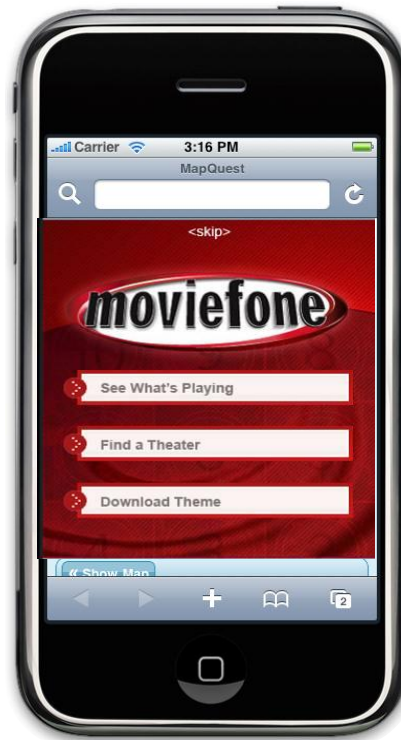 Carrier 3:16 PM
MapQuest
<skip>
moviefone
See What's Playing
Find a Theater
Download Theme
« Show Map
2